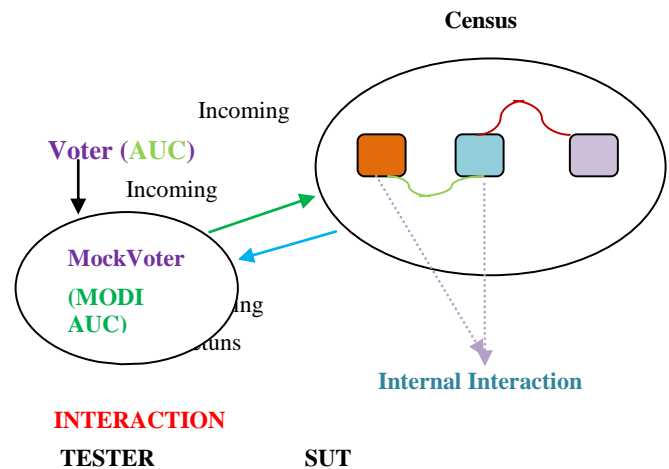 Census
Incoming
Voter (AUC)
Incoming
MockVoter
(MODI
AUC)
Internal Interaction
INTERACTION
TESTER SUT